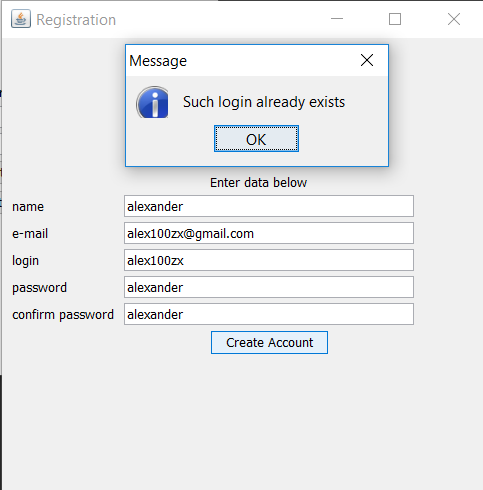 Registration
Message
Such login already exists
OK
Enter data below
name alexander
e-mail alex100zx@gmail.com
login alex100zx
password alexander
confirm password alexander
Create Account